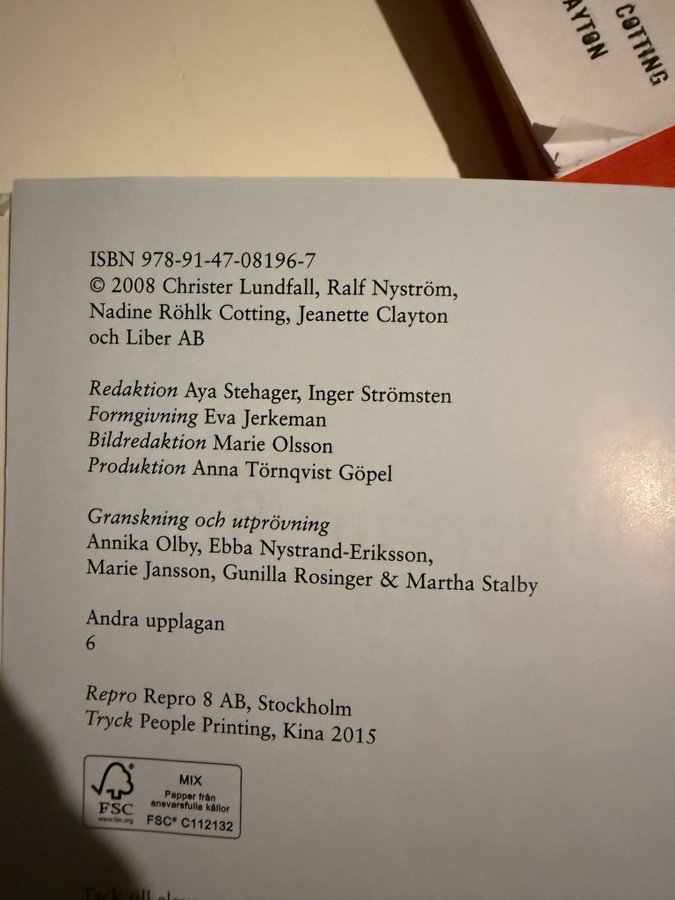 COTTING
AYTON
ISBN 978-91-47-08196-7
© 2008 Christer Lundfall, Ralf Nyström,
Nadine Röhlk Cotting, Jeanette Clayton
och Liber AB
Redaktion Aya Stehager, Inger Strömsten
Formgivning Eva Jerkeman
Bildredaktion Marie Olsson
Produktion Anna Törnqvist Göpel
Granskning och utprövning
Annika Olby, Ebba Nystrand-Eriksson,
Marie Jansson, Gunilla Rosinger & Martha Stalby
Andra upplagan
6
Repro Repro 8 AB, Stockholm
Tryck People Printing, Kina 2015
MIX
Papper från
ansvarsfulla källor
FSC
www.fsc.org
FSC® C112132